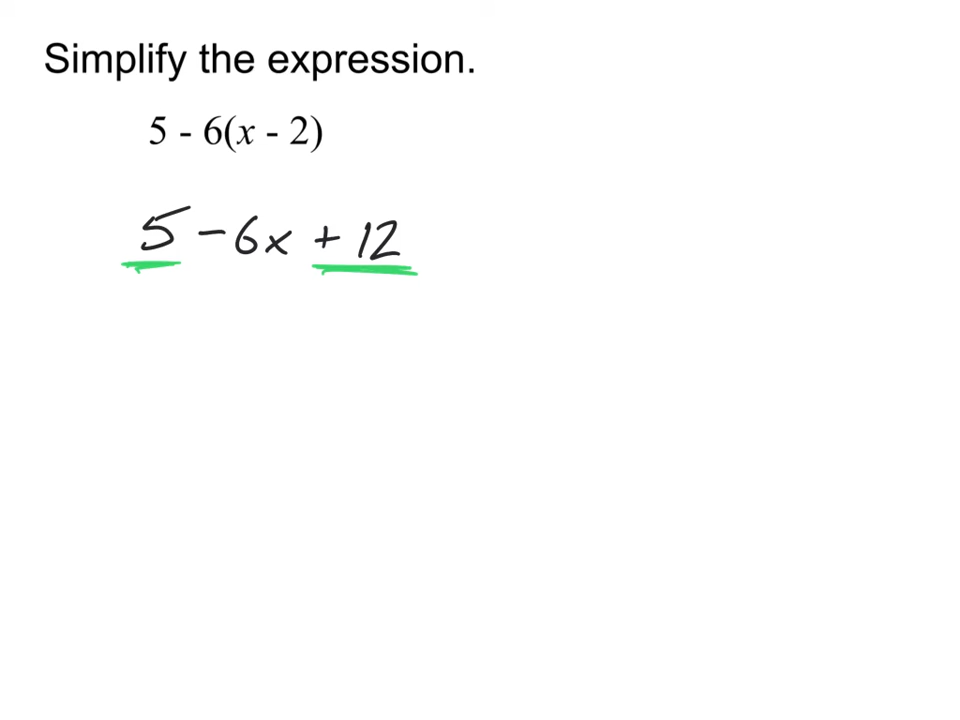 Simplify the expression.
5 - 6(x - 2)
5 - 6x + 12